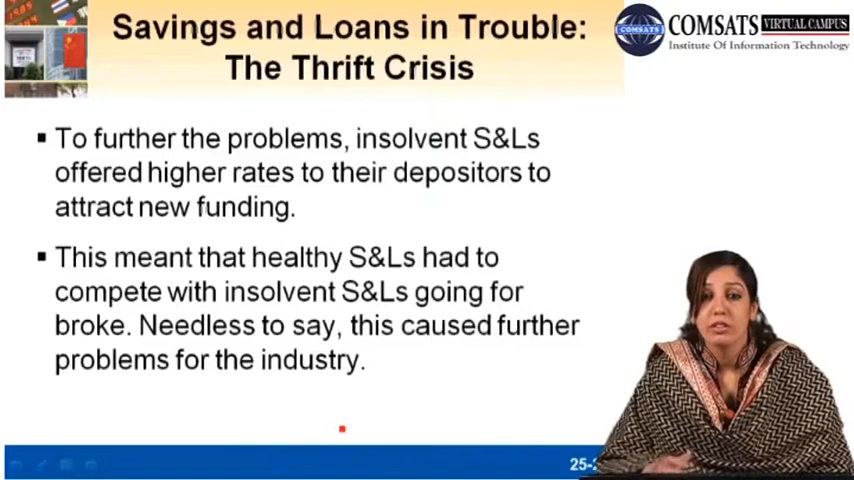 Savings and Loans in Trouble:
The Thrift Crisis
COMSATS
COMSATS VIRTUAL CAMPUS
Institute Of Information Technology
▪ To further the problems, insolvent S&Ls
offered higher rates to their depositors to
attract new funding.
▪ This meant that healthy S&Ls had to
compete with insolvent S&Ls going for
broke. Needless to say, this caused further
problems for the industry.